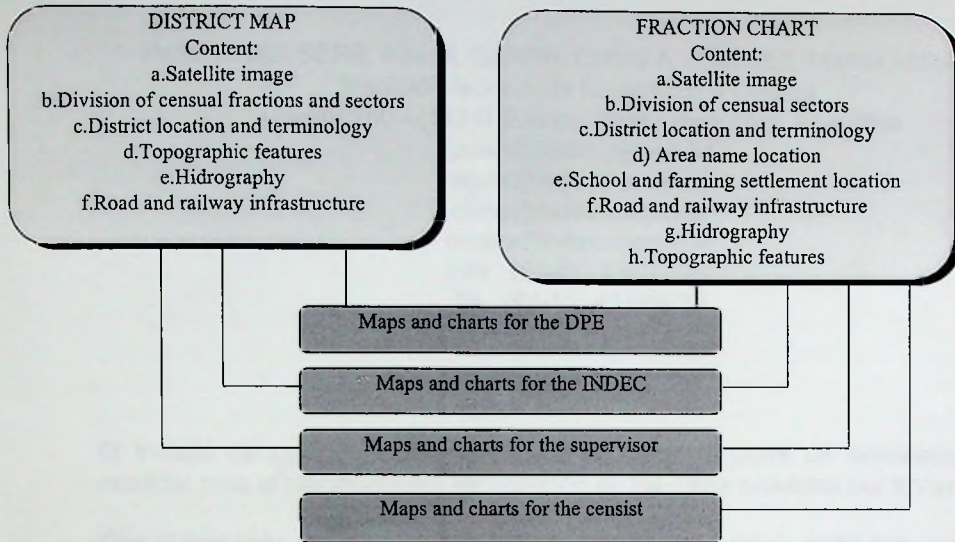 DISTRICT MAP
Content:
a.Satellite image
b.Division of censual fractions and sectors
c.District location and terminology
d.Topographic features
e.Hidrography
f.Road and railway infrastructure
FRACTION CHART
Content:
a.Satellite image
b.Division of censual sectors
c.District location and terminology
d) Area name location
e.School and farming settlement location
f.Road and railway infrastructure
g.Hidrography
h.Topographic features
Maps and charts for the DPE
Maps and charts for the INDEC
Maps and charts for the supervisor
Maps and charts for the censist